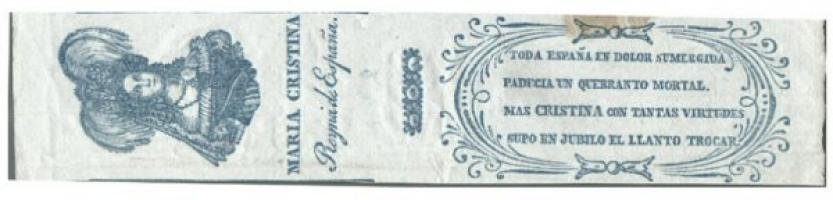 MARIA CRISTINA
Reyna de España.
TODA ESPAÑA EN DOLOR SUMERGIDA
PADECIA UN QUEBRANTO MORTAL.
MAS CRISTINA CON TANTAS VIRTUDES
SUPO EN JUBILO EL LLANTO TROCAR.